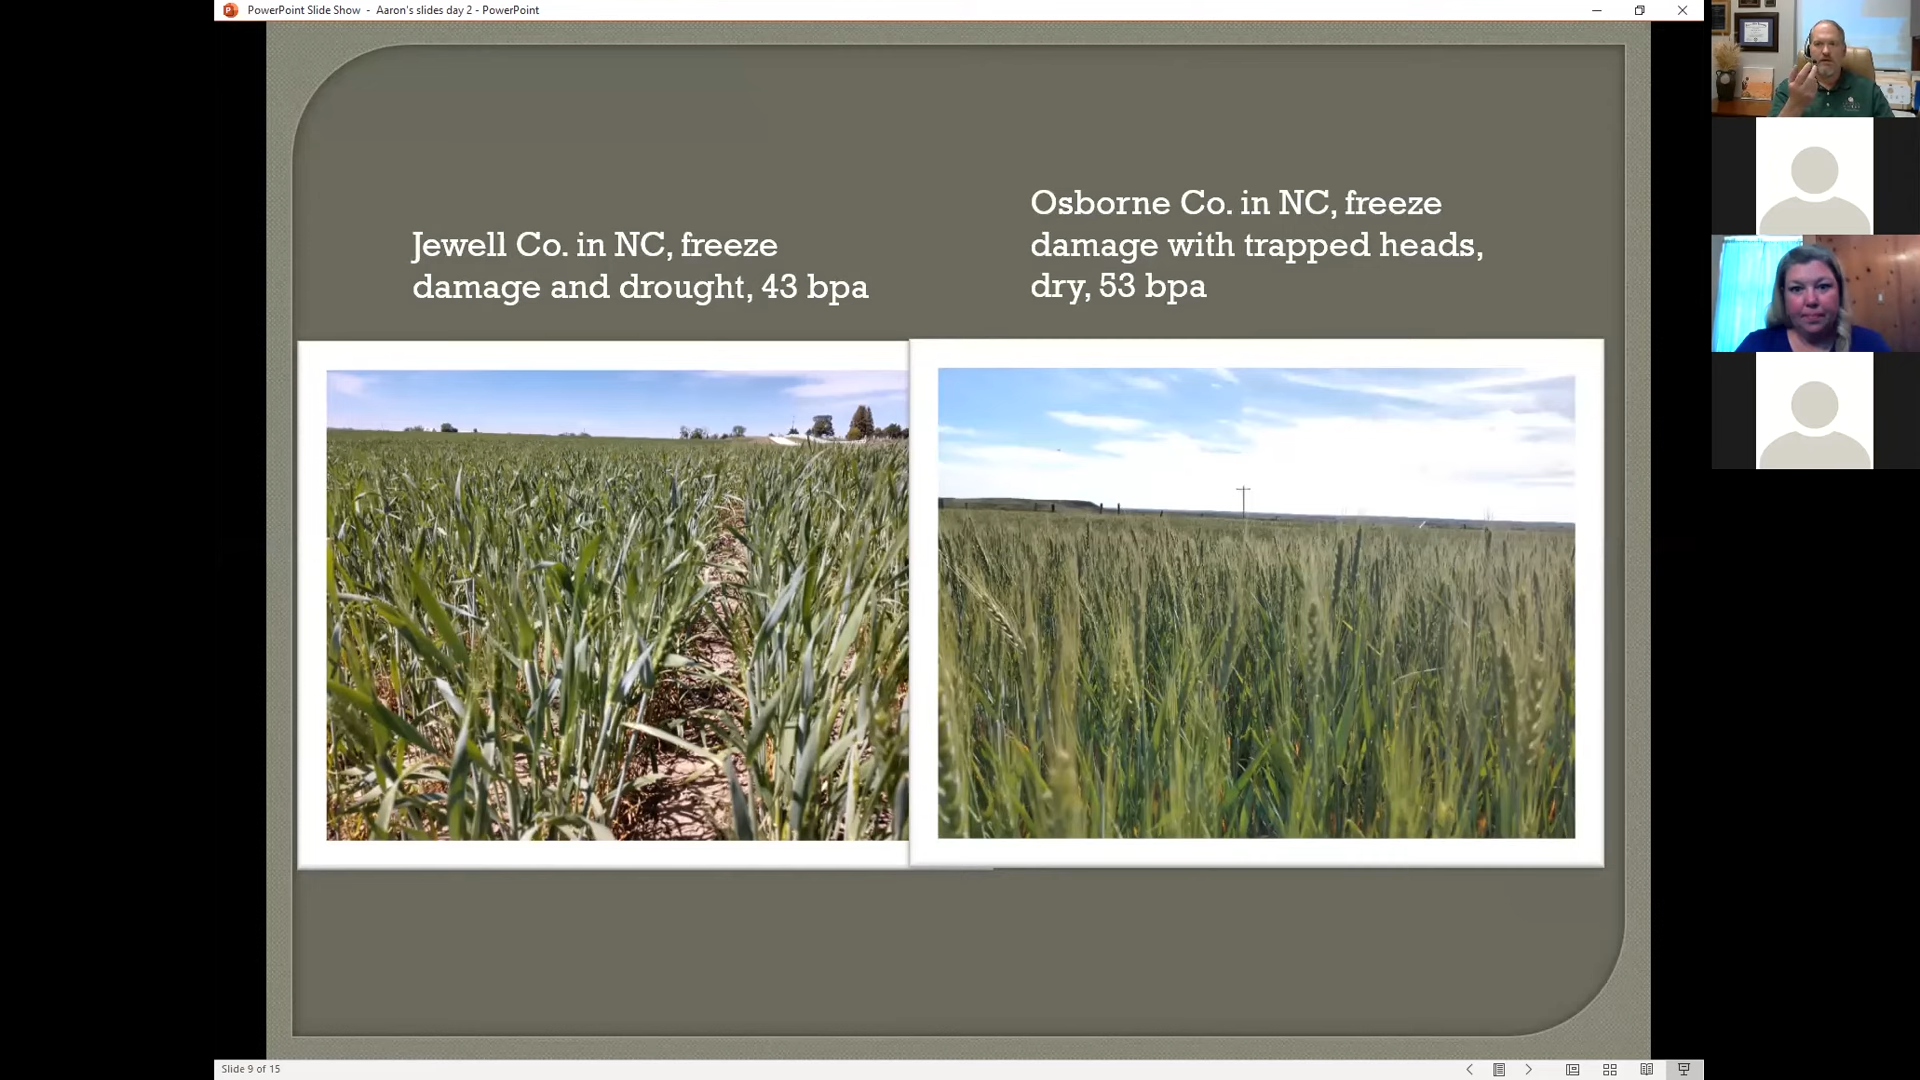 PowerPoint Slide Show - Aaron's slides day 2 - PowerPoint
Jewell Co. in NC, freeze
damage and drought, 43 bpa
Osborne Co. in NC, freeze
damage with trapped heads,
dry, 53 bpa
Slide 9 of 15